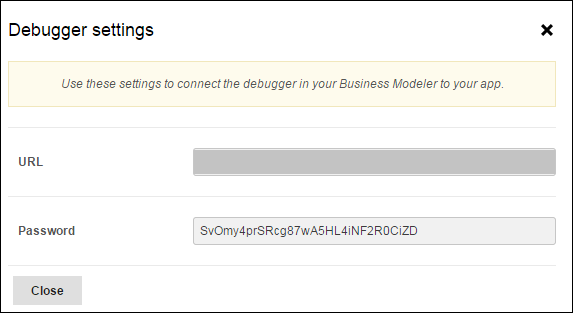 Debugger settings
Use these settings to connect the debugger in your Business Modeler to your app.
URL
Password
SvOmy4prSRcg87wA5HL4iNF2R0CiZD
Close